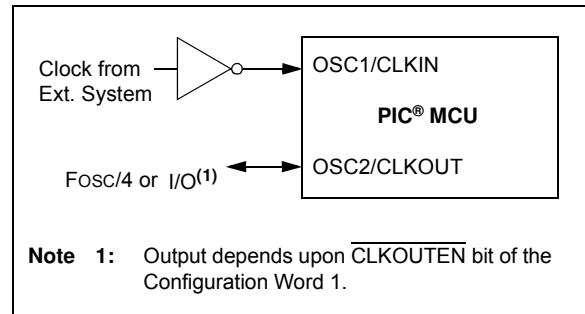 Clock from
Ext. System
OSC1/CLKIN
PIC® MCU
FOSC/4 or I/O(1)
OSC2/CLKOUT
Note 1: Output depends upon CLKOUTEN bit of the
Configuration Word 1.